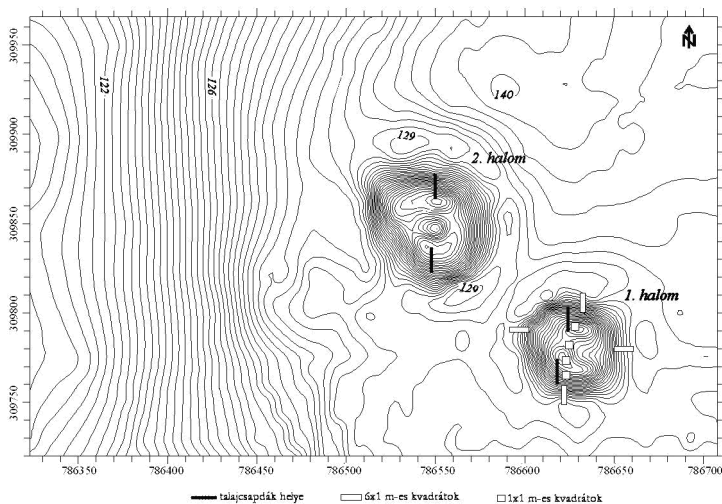 309950
N
122
126
140
309900
129
2. halom
309850
129
1. halom
309800
309750
786350 786400 786450 786500 786550 786600 786650 786700
talajcsapdák helye 6x1 m-es kvadrátok 1x1 m-es kvadrátok